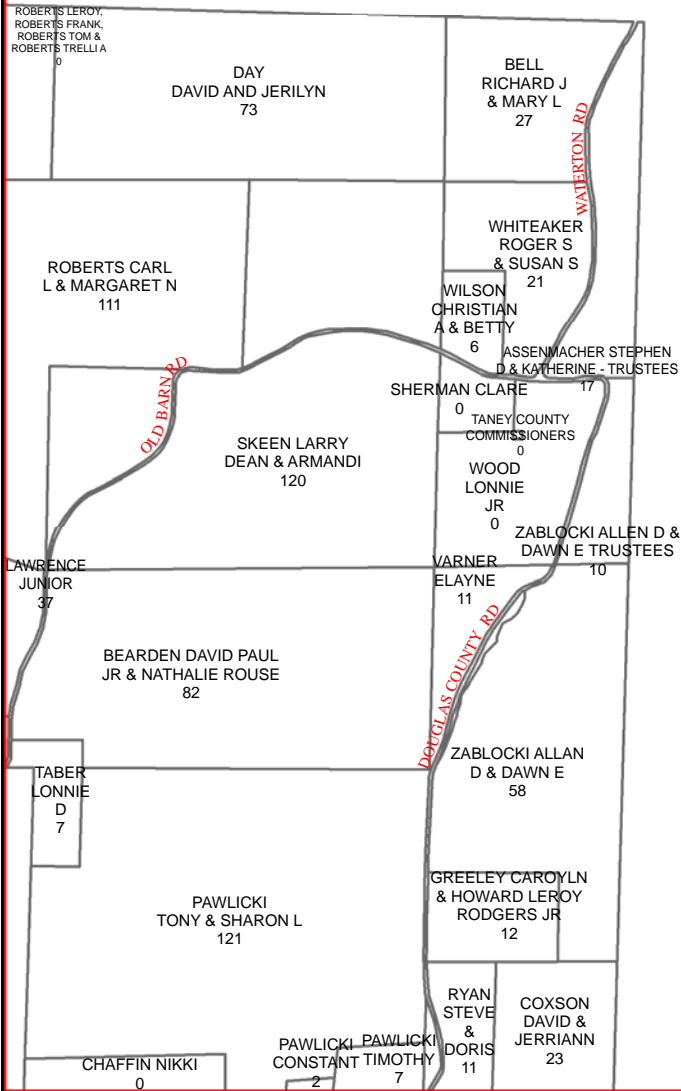 ROBERTS LEROY,
ROBERTS FRANK,
ROBERTS TOM &
ROBERTS TRELLI A
0
DAY
DAVID AND JERILYN
73
BELL
RICHARD J
& MARY L
27
WATERTON RD
WHITEAKER
ROGER S
& SUSAN S
21
ROBERTS CARL
L & MARGARET N
111
WILSON
CHRISTIAN
A & BETTY
6
ASSENMACHER STEPHEN
D & KATHERINE - TRUSTEES
17
OLD BARN RD
SHERMAN CLARE
0
TANEY COUNTY
COMMISSIONERS
0
SKEEN LARRY
DEAN & ARMANDI
120
WOOD
LONNIE
JR
0
ZABLOCKI ALLEN D &
DAWN E TRUSTEES
10
LAWRENCE
JUNIOR
37
VARNER
ELAYNE
11
BEARDEN DAVID PAUL
JR & NATHALIE ROUSE
82
DOUGLAS COUNTY RD
ZABLOCKI ALLAN
D & DAWN E
58
TABER
LONNIE
D
7
PAWLICKI
TONY & SHARON L
121
GREELEY CAROYLN
& HOWARD LEROY
RODGERS JR
12
RYAN
STEVE
&
DORIS
11
COXSON
DAVID &
JERRIANN
23
CHAFFIN NIKKI
0
PAWLICKI
CONSTANT
2
PAWLICKI
TIMOTHY
7